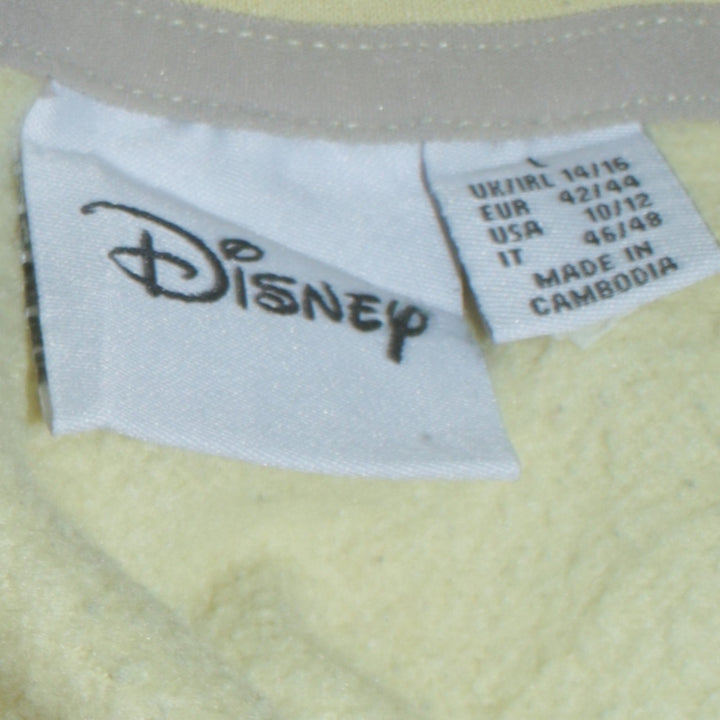 Disney
L
UK/IRL 14/16
EUR 42/44
USA 10/12
IT 46/48
MADE IN
CAMBODIA